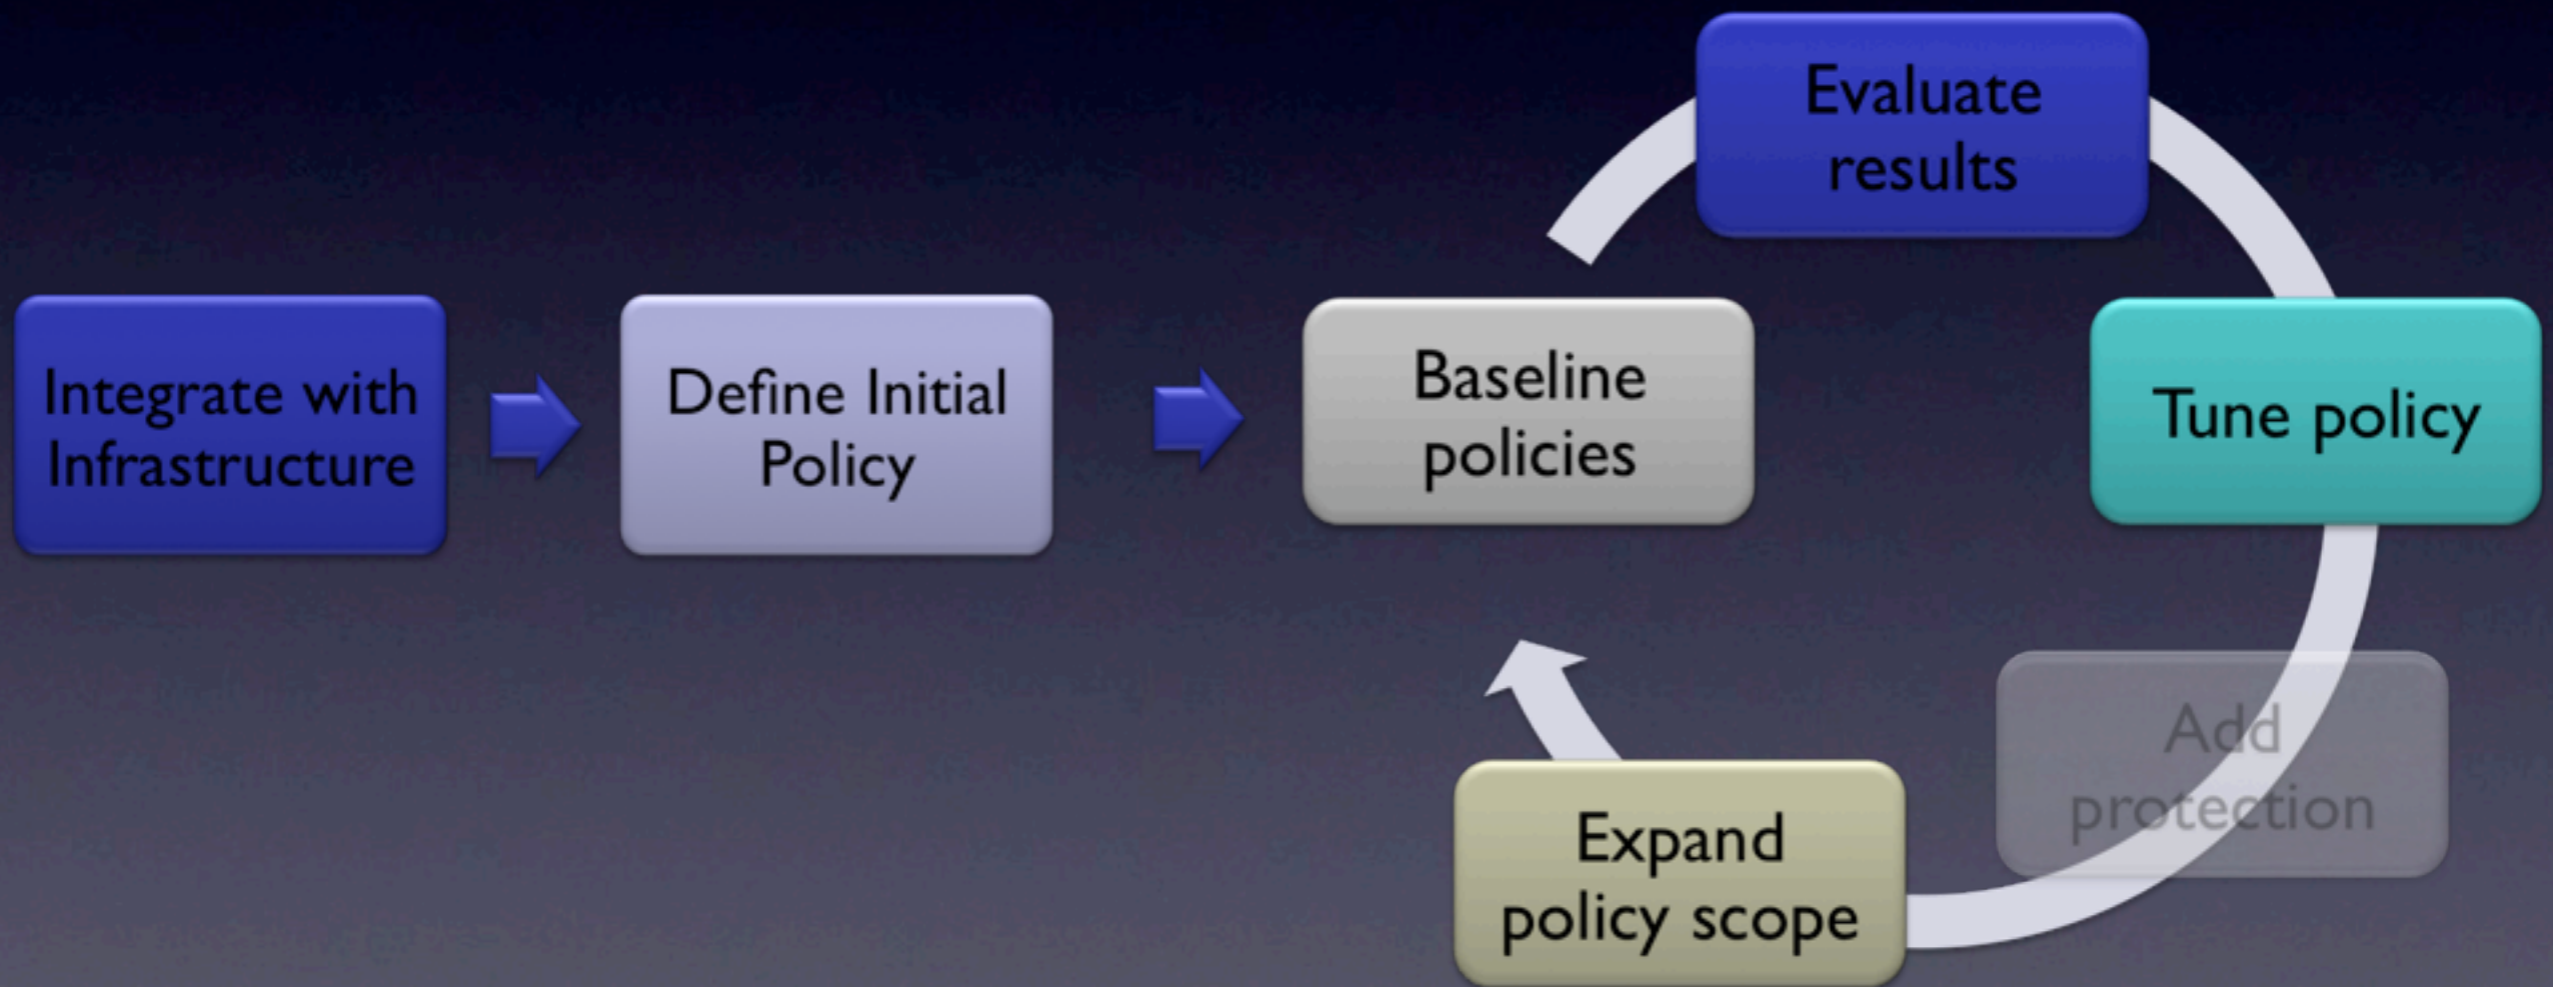 Integrate with
Infrastructure
Define Initial
Policy
Baseline
policies
Evaluate
results
Tune policy
Add
protection
Expand
policy scope